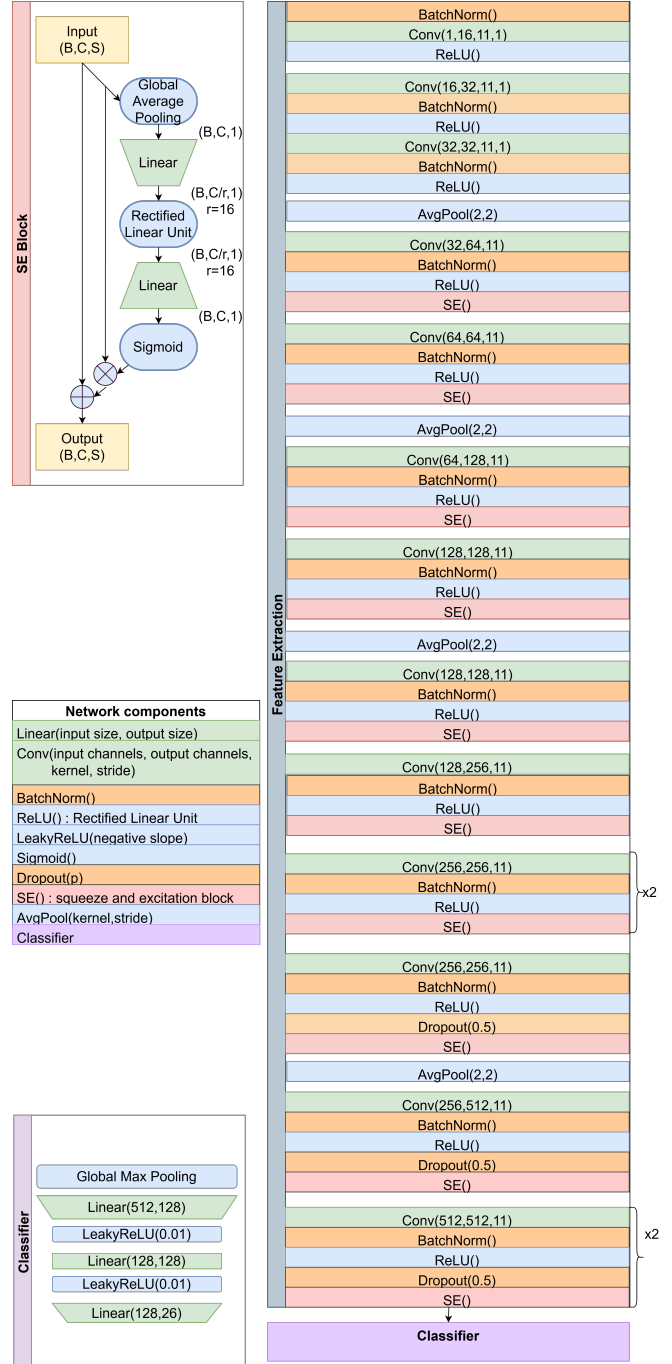 SE Block
Input
(B,C,S)
Global
Average
Pooling
(B,C,1)
Linear
(B,C/r,1)
r=16
Rectified
Linear Unit
(B,C/r,1)
r=16
Linear
(B,C,1)
Sigmoid
Output
(B,C,S)
Network components
Linear(input size, output size)
Conv(input channels, output channels,
kernel, stride)
BatchNorm()
ReLU() : Rectified Linear Unit
LeakyReLU(negative slope)
Sigmoid()
Dropout(p)
SE() : squeeze and excitation block
AvgPool(kernel,stride)
Classifier
Classifier
Global Max Pooling
Linear(512,128)
LeakyReLU(0.01)
Linear(128,128)
LeakyReLU(0.01)
Linear(128,26)
Feature Extraction
BatchNorm()
Conv(1,16,11,1)
ReLU()
Conv(16,32,11,1)
BatchNorm()
ReLU()
Conv(32,32,11,1)
BatchNorm()
ReLU()
AvgPool(2,2)
Conv(32,64,11)
BatchNorm()
ReLU()
SE()
Conv(64,64,11)
BatchNorm()
ReLU()
SE()
AvgPool(2,2)
Conv(64,128,11)
BatchNorm()
ReLU()
SE()
Conv(128,128,11)
BatchNorm()
ReLU()
SE()
AvgPool(2,2)
Conv(128,128,11)
BatchNorm()
ReLU()
SE()
Conv(128,256,11)
BatchNorm()
ReLU()
SE()
Conv(256,256,11)
BatchNorm()
ReLU()
SE()
x2
Conv(256,256,11)
BatchNorm()
ReLU()
Dropout(0.5)
SE()
AvgPool(2,2)
Conv(256,512,11)
BatchNorm()
ReLU()
Dropout(0.5)
SE()
Conv(512,512,11)
BatchNorm()
ReLU()
Dropout(0.5)
SE()
x2
Classifier